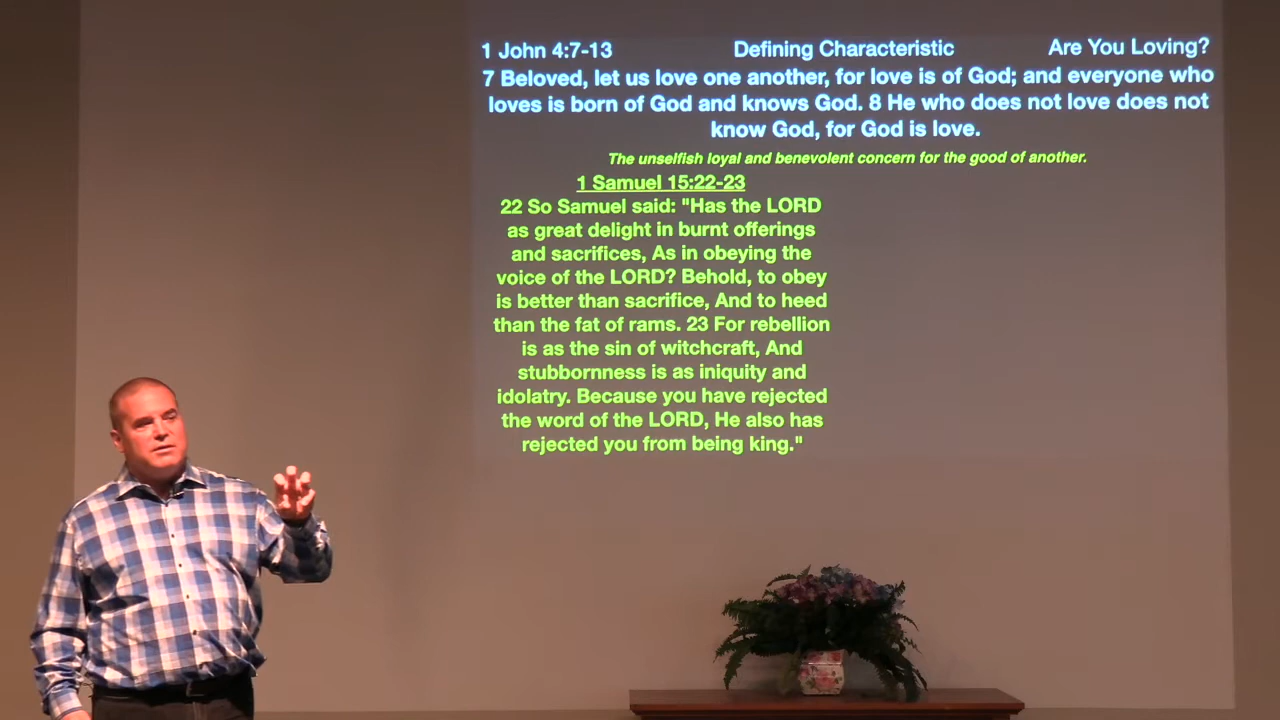 1 John 4:7-13 Defining Characteristic Are You Loving?
7 Beloved, let us love one another, for love is of God; and everyone who
loves is born of God and knows God. 8 He who does not love does not
know God, for God is love.
The unselfish loyal and benevolent concern for the good of another.
1 Samuel 15:22-23
22 So Samuel said: "Has the LORD
as great delight in burnt offerings
and sacrifices, As in obeying the
voice of the LORD? Behold, to obey
is better than sacrifice, And to heed
than the fat of rams. 23 For rebellion
is as the sin of witchcraft, And
stubbornness is as iniquity and
idolatry. Because you have rejected
the word of the LORD, He also has
rejected you from being king."